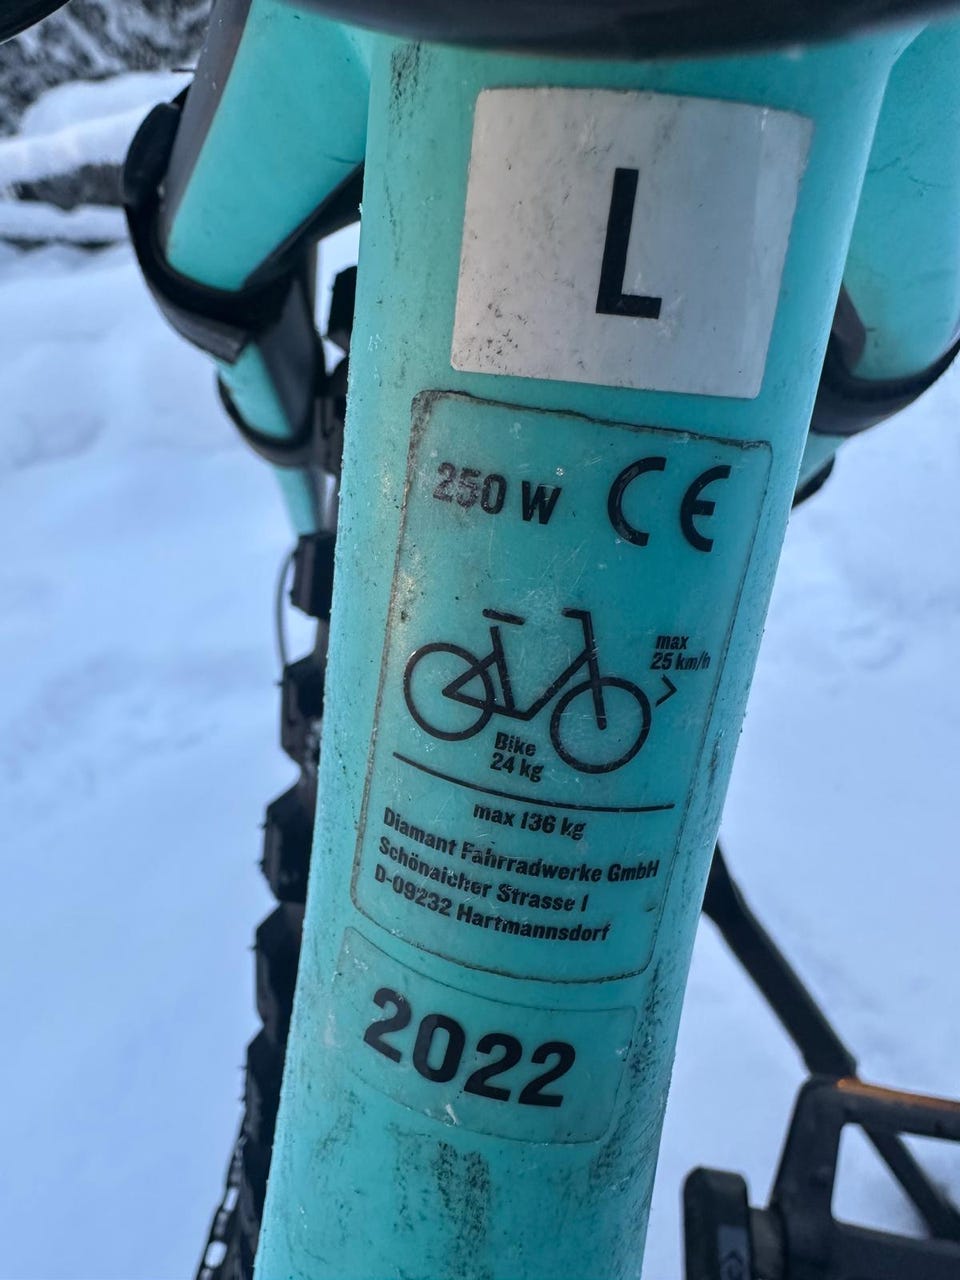 L
250 W CE
max
25 km/h
Bike
24 kg
max 136 kg
Diamant Fahrradwerke GmbH
Schönaicher Strasse 1
D-09232 Hartmannsdorf
2022